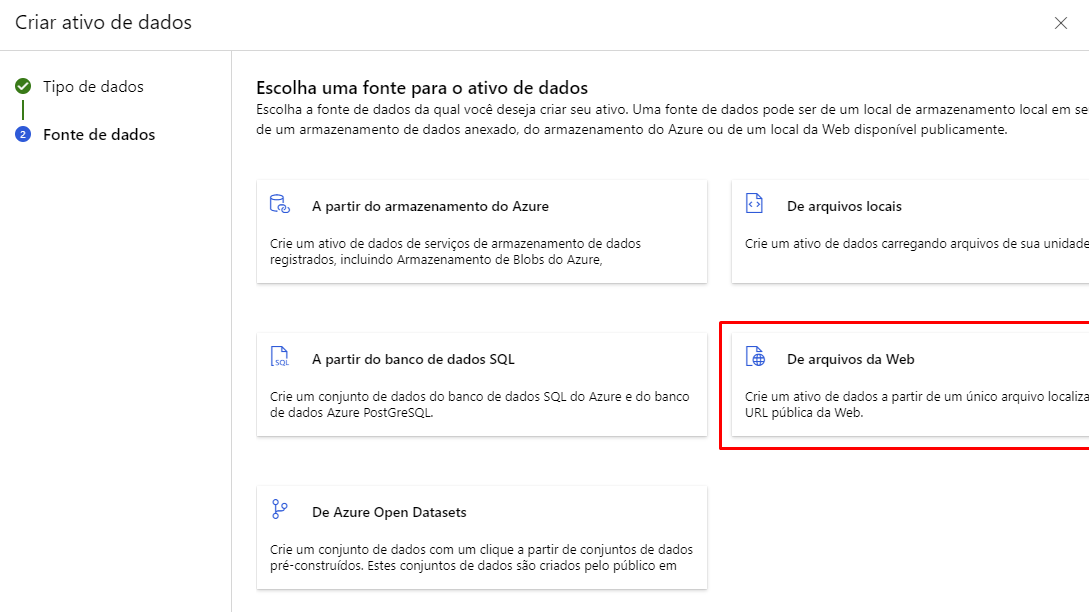 Criar ativo de dados
Tipo de dados
2
Fonte de dados
Escolha uma fonte para o ativo de dados
Escolha a fonte de dados da qual você deseja criar seu ativo. Uma fonte de dados pode ser de um local de armazenamento local em se
de um armazenamento de dados anexado, do armazenamento do Azure ou de um local da Web disponível publicamente.
A partir do armazenamento do Azure
Crie um ativo de dados de serviços de armazenamento de dados
registrados, incluindo Armazenamento de Blobs do Azure,
De arquivos locais
Crie um ativo de dados carregando arquivos de sua unidade
SQL
A partir do banco de dados SQL
Crie um conjunto de dados do banco de dados SQL do Azure e do banco
de dados Azure PostGreSQL.
De arquivos da Web
Crie um ativo de dados a partir de um único arquivo localiza
URL pública da Web.
De Azure Open Datasets
Crie um conjunto de dados com um clique a partir de conjuntos de dados
pré-construídos. Estes conjuntos de dados são criados pelo público em